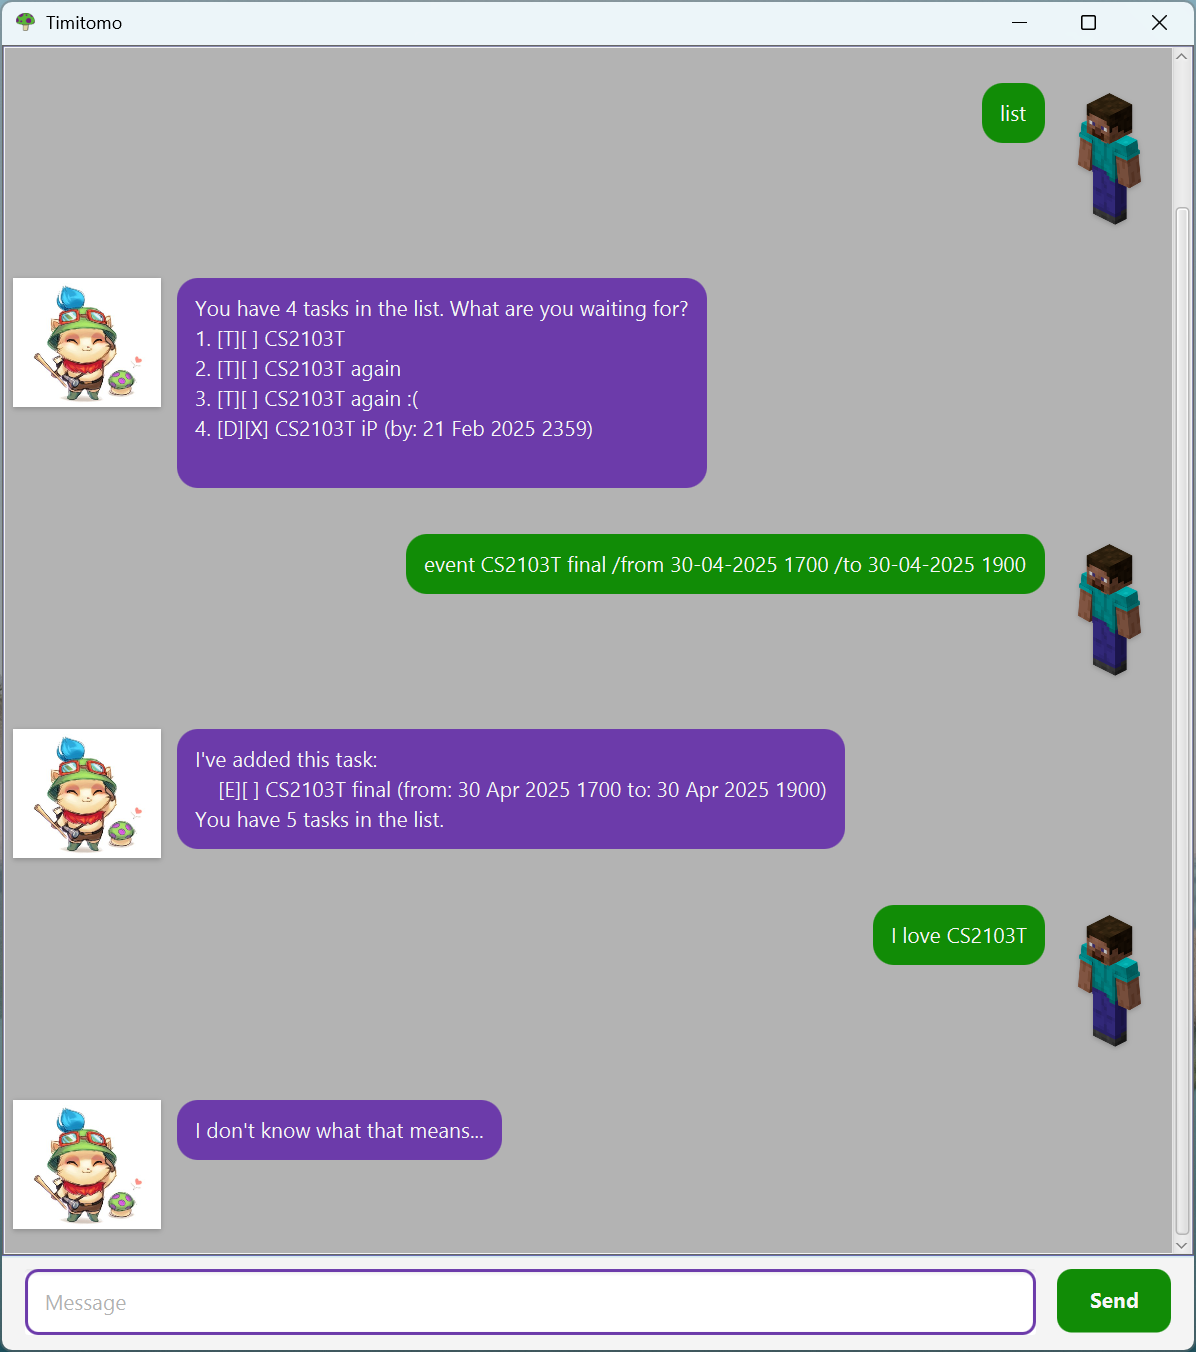 Timitomo
list
You have 4 tasks in the list. What are you waiting for?
1. [T][ ] CS2103T
2. [T][ ] CS2103T again
3. [T][ ] CS2103T again :(
4. [D][X] CS2103T iP (by: 21 Feb 2025 2359)
event CS2103T final /from 30-04-2025 1700 /to 30-04-2025 1900
I've added this task:
[E][ ] CS2103T final (from: 30 Apr 2025 1700 to: 30 Apr 2025 1900)
You have 5 tasks in the list.
I love CS2103T
I don't know what that means...
Message
Send